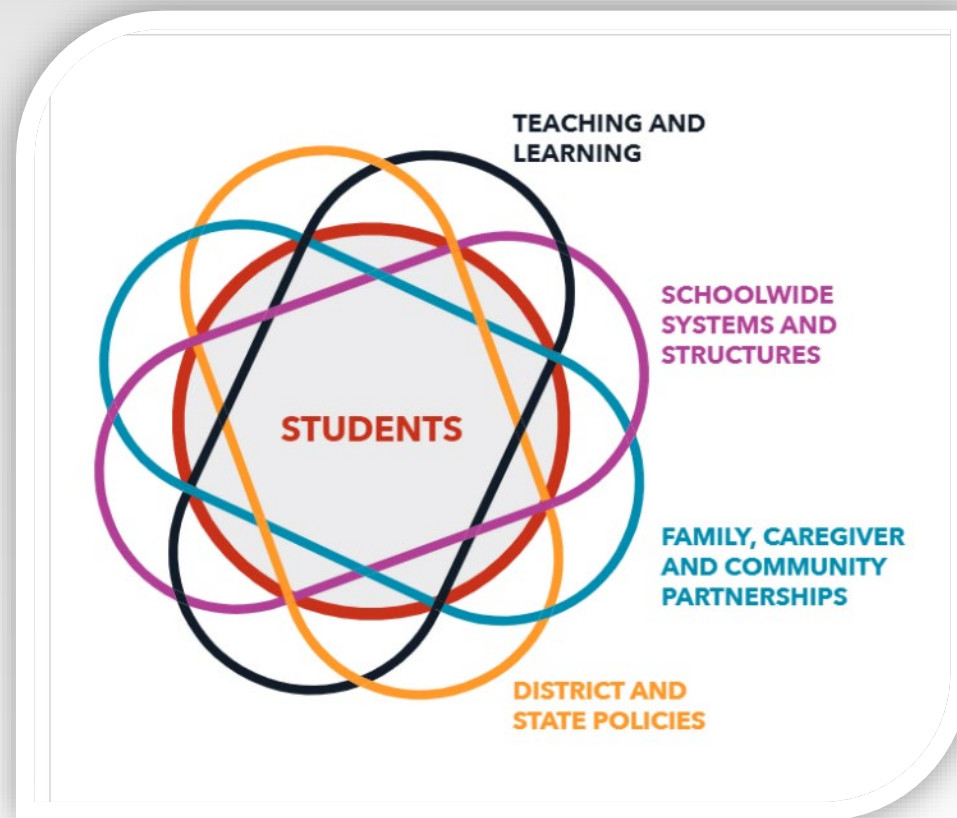 TEACHING AND
LEARNING
SCHOOLWIDE
SYSTEMS AND
STRUCTURES
STUDENTS
FAMILY, CAREGIVER
AND COMMUNITY
PARTNERSHIPS
DISTRICT AND
STATE POLICIES